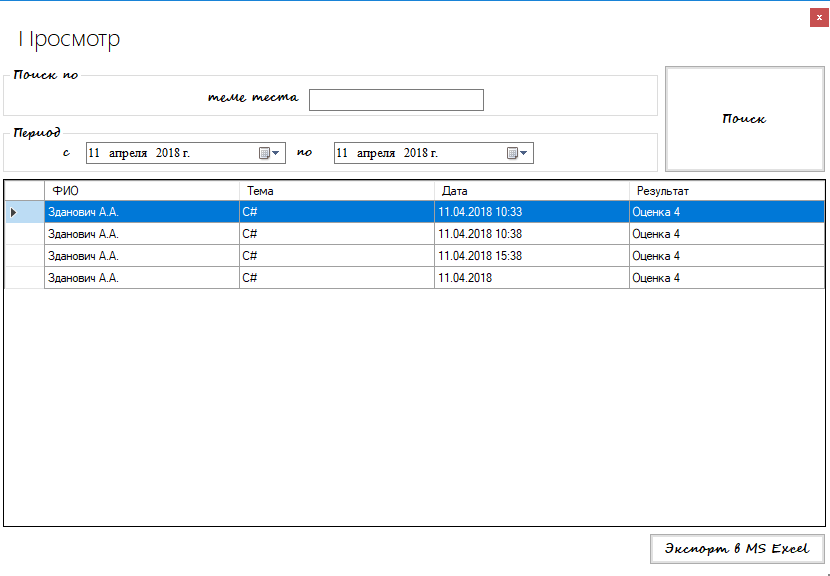 x
Просмотр
Поиск по
теме теста
Поиск
Период
с 11 апреля 2018 г. по 11 апреля 2018 г.
ФИО Тема Дата Результат
Зданович А.А. C# 11.04.2018 10:33 Оценка 4
Зданович А.А. C# 11.04.2018 10:38 Оценка 4
Зданович А.А. C# 11.04.2018 15:38 Оценка 4
Зданович А.А. C# 11.04.2018 Оценка 4
Экспорт в MS Excel